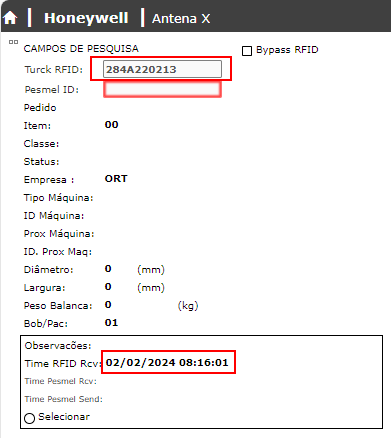 Honeywell | Antena X
CAMPOS DE PESQUISA
Bypass RFID
Turck RFID: 284A220213
Pesmel ID:
Pedido
Item: 00
Classe:
Status:
Empresa : ORT
Tipo Máquina:
ID Máquina:
Prox Máquina:
ID. Prox Maq:
Diâmetro: 0 (mm)
Largura: 0 (mm)
Peso Balanca: 0 (kg)
Bob/Pac: 01
Observacões:
Time RFID Rcv: 02/02/2024 08:16:01
Time Pesmel Rcv:
Time Pesmel Send:
Selecionar